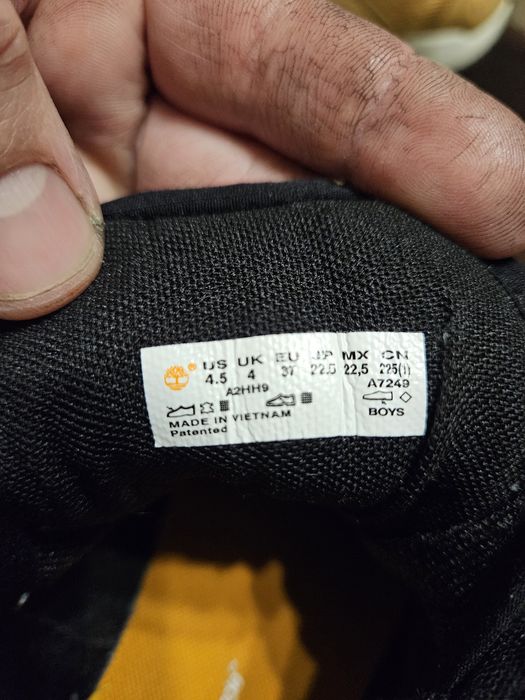 US UK EU JP MX CN
4.5 4 37 22.5 22,5 225(1)
A2HH9 A7249
MADE IN VIETNAM BOYS
Patented